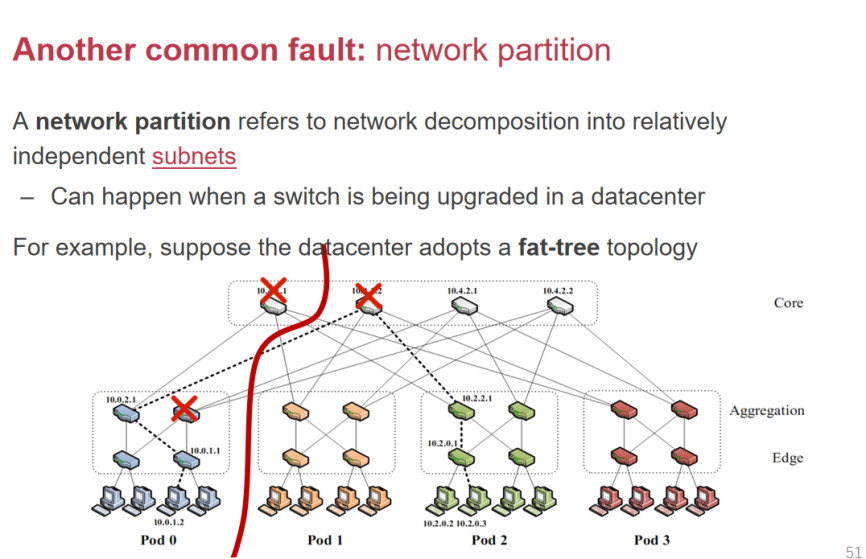 Another common fault: network partition
A network partition refers to network decomposition into relatively
independent subnets
– Can happen when a switch is being upgraded in a datacenter
For example, suppose the datacenter adopts a fat-tree topology
10.4.2.1
10.4.2.2
Core
10.0.2.1
10.2.2.1
Aggregation
10.0.1.1
10.2.0.1
Edge
10.0.1.2
10.2.0.2 10.2.0.3
Pod 0
Pod 1
Pod 2
Pod 3
51